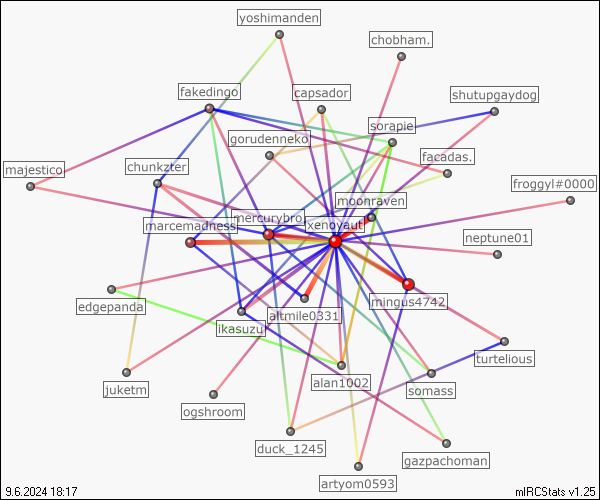 yoshimanden
chobham.
fakedingo
capsador
shutupgaydog
sorapie
gorudenneko
majestico
chunkzter
facadas.
froggyl#0000
moonraven
marcemadness
mercurybro
xenoyaut
neptune01
edgepanda
altmile0331
mingus4742
ikasuzu
turtelious
juketm
alan1002
somass
ogshroom
duck_1245
gazpachoman
artyom0593
9.6.2024 18:17
mIRCStats v1.25